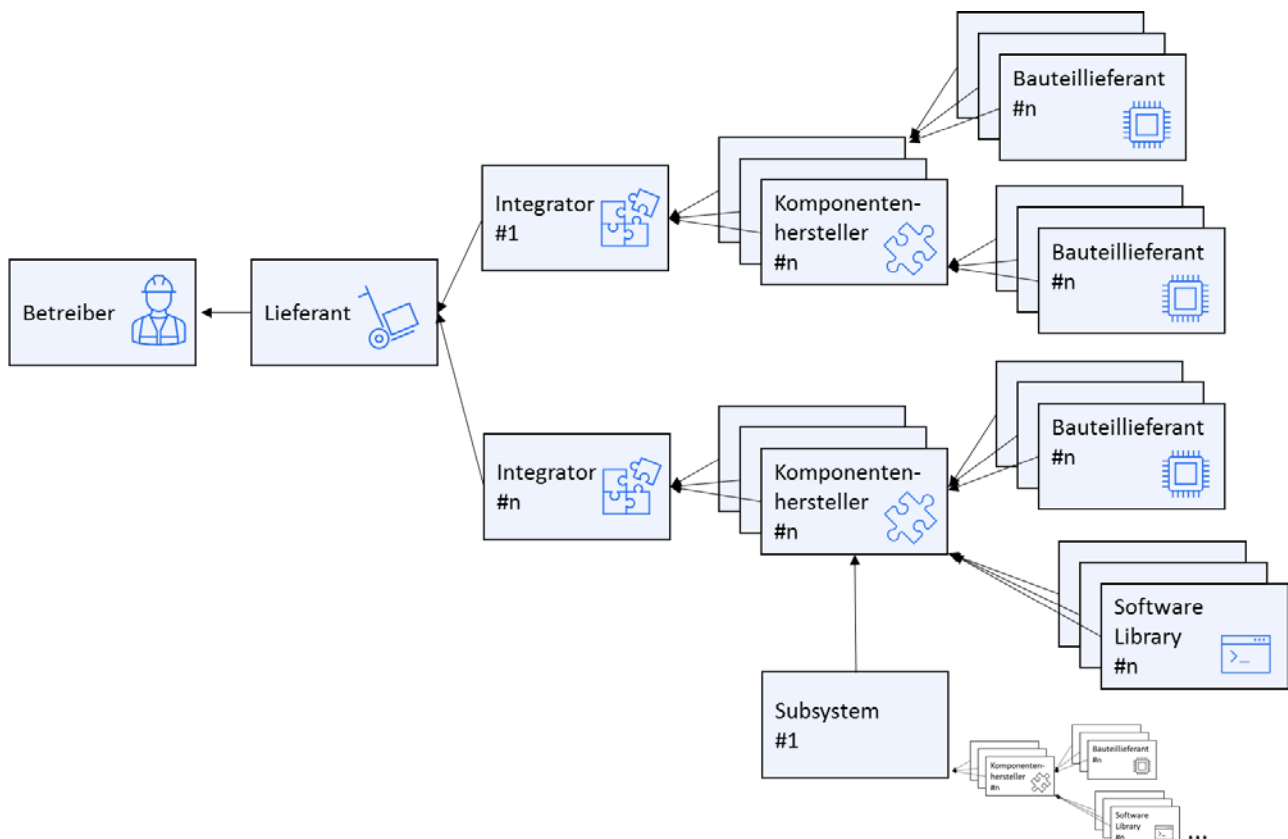 Bauteillieferant
#n
Integrator
#1
Komponenten-
hersteller
#n
Bauteillieferant
#n
Betreiber
Lieferant
Bauteillieferant
#n
Integrator
#n
Komponenten-
hersteller
#n
Software
Library
#n
Subsystem
#1
Komponenten-
hersteller
#n
Bauteillieferant
#n
Software
Library
#n
...